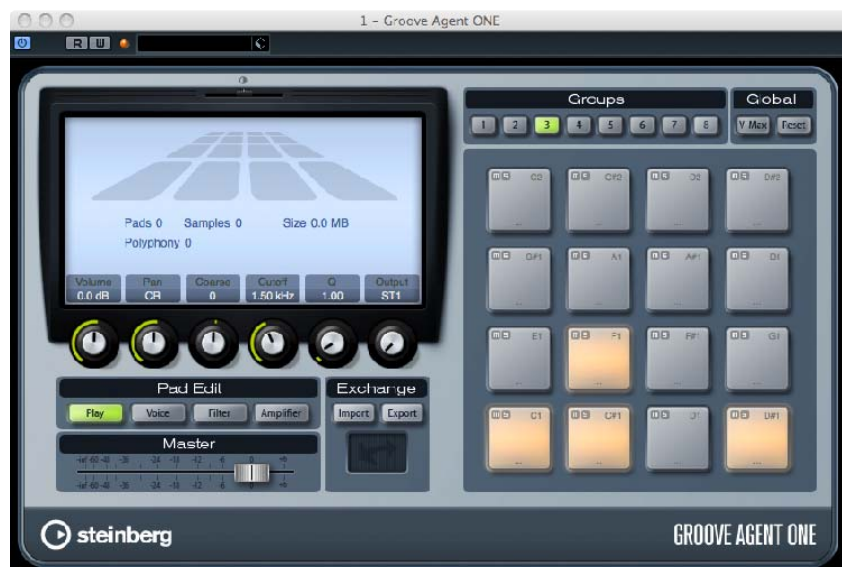 1 - Groove Agent ONE
R W
Groups
Global
1 2 3 4 5 6 7 8
V Max Reset
Pads 0 Samples 0 Size 0.0 MB
Polyphony 0
Volume Pan Coarse Cutoff Q Output
0.0 dB 1.50 kHz 1.00 ST1
0
C2 C#2 D2 D#2
G#1 A1 A#1
E1 F1 F#1 G1
C1 C#1 D1 D#1
Pad Edit
Play Voice Filter Amplifier
Exchange
Import Export
Master
steinberg
GROOVE AGENT ONE